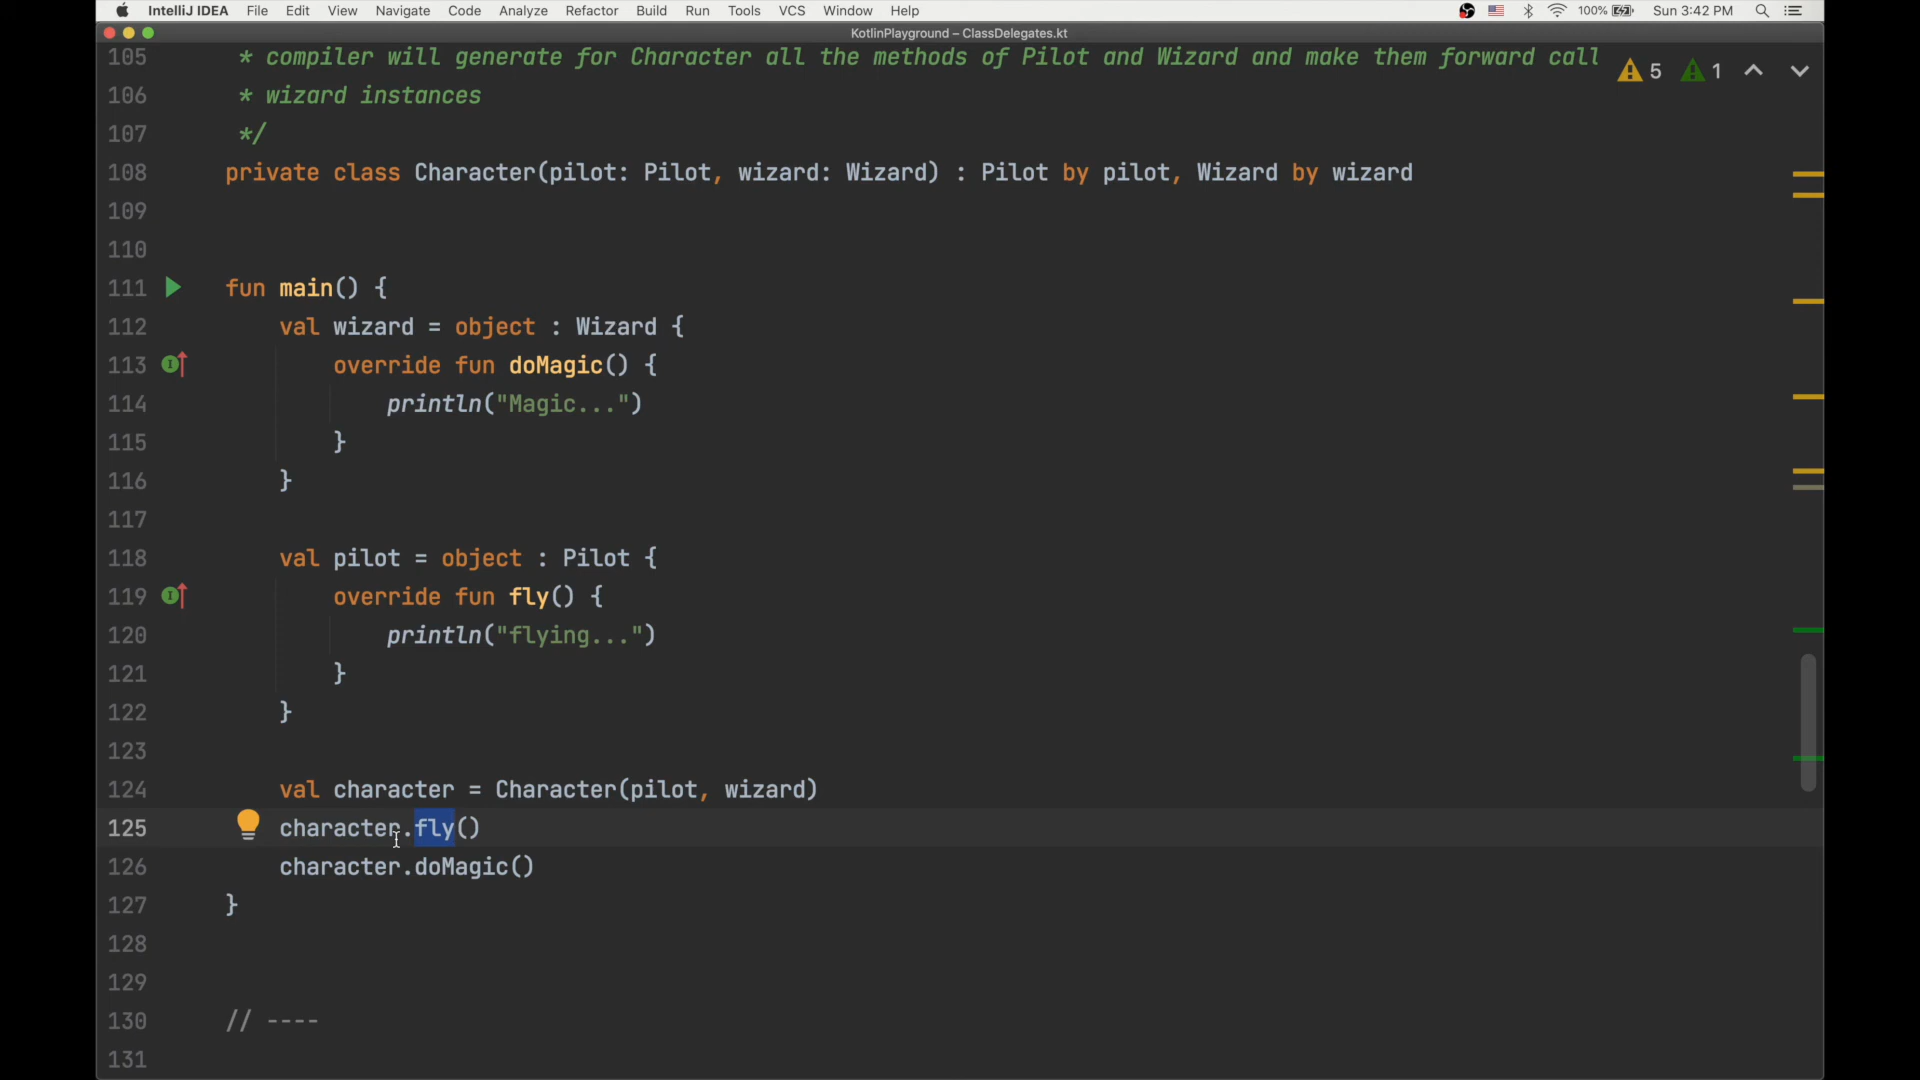 IntelliJ IDEA File Edit View Navigate Code Analyze Refactor Build Run Tools VCS Window Help 100% Sun 3:42 PM
KotlinPlayground – ClassDelegates.kt
105 * compiler will generate for Character all the methods of Pilot and Wizard and make them forward call 5 1
106 * wizard instances
107 */
108 private class Character(pilot: Pilot, wizard: Wizard) : Pilot by pilot, Wizard by wizard
109
110
111 fun main() {
112 val wizard = object : Wizard {
113 override fun doMagic() {
114 println("Magic...")
115 }
116 }
117
118 val pilot = object : Pilot {
119 override fun fly() {
120 println("flying...")
121 }
122 }
123
124 val character = Character(pilot, wizard)
125 character.fly()
126 character.doMagic()
127 }
128
129
130 // ----
131